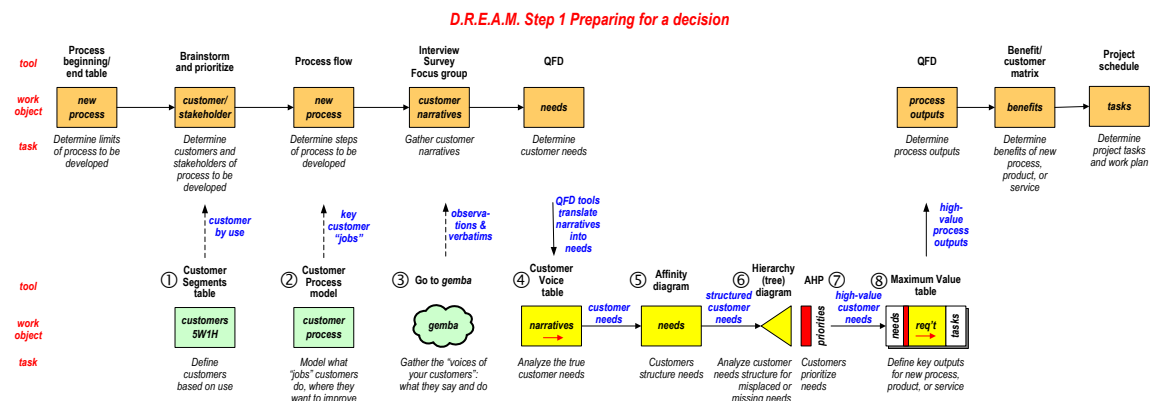 D.R.E.A.M. Step 1 Preparing for a decision
tool
Process
beginning/
end table
Brainstorm
and prioritize
Process flow
Interview
Survey
Focus group
QFD
QFD
Benefit/
customer
matrix
Project
schedule
work
object
new
process
customer/
stakeholder
new
process
customer
narratives
needs
process
outputs
benefits
tasks
task
Determine limits
of process to be
developed
Determine
customers and
stakeholders of
process to be
developed
Determine steps
of process to be
developed
Gather customer
narratives
Determine
customer needs
Determine
process outputs
Determine
benefits of new
process,
product, or
service
Determine
project tasks
and work plan
customer
by use
key
customer
“jobs”
observa-
tions &
verbatims
QFD tools
translate
narratives
into
needs
high-
value
process
outputs
tool
① Customer
Segments
table
② Customer
Process
model
③ Go to gemba
④ Customer
Voice
table
⑤ Affinity
diagram
⑥ Hierarchy
(tree)
diagram
AHP ⑦
⑧ Maximum Value
table
work
object
customers
5W1H
customer
process
gemba
narratives
customer
needs
needs
structured
customer
needs
priorities
high-value
customer
needs
needs
req't
tasks
task
Define
customers
based on use
Model what
“jobs” customers
do, where they
want to improve
Gather the “voices of
your customers”:
what they say and do
Analyze the true
customer needs
Customers
structure needs
Analyze customer
needs structure for
misplaced or
missing needs
Customers
prioritize
needs
Define key outputs
for new process,
product, or service